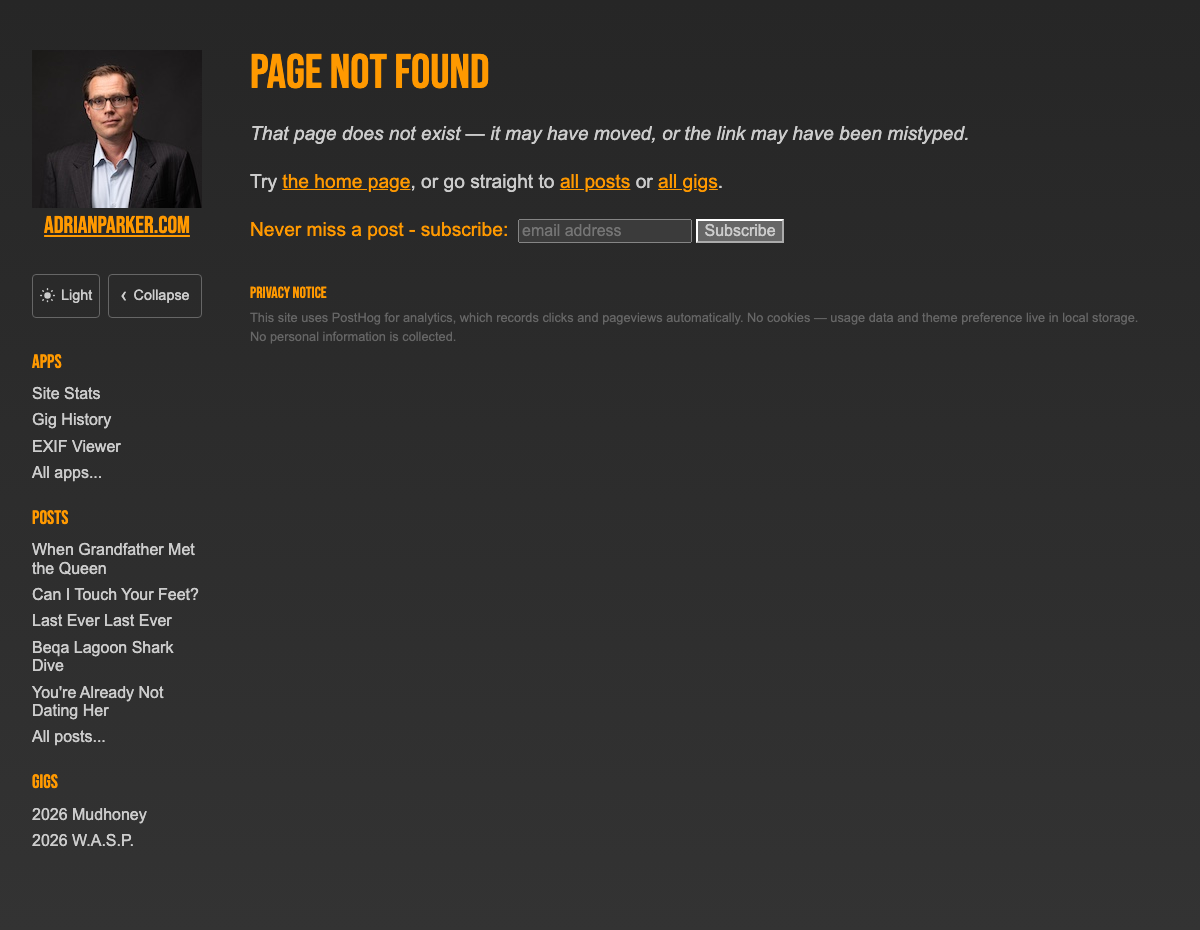 ADRIANPARKER.COM
Light
‹ Collapse
APPS
Site Stats
Gig History
EXIF Viewer
All apps...
POSTS
When Grandfather Met
the Queen
Can I Touch Your Feet?
Last Ever Last Ever
Beqa Lagoon Shark
Dive
You're Already Not
Dating Her
All posts...
GIGS
2026 Mudhoney
2026 W.A.S.P.
PAGE NOT FOUND
That page does not exist — it may have moved, or the link may have been mistyped.
Try the home page, or go straight to all posts or all gigs.
Never miss a post - subscribe: email address Subscribe
PRIVACY NOTICE
This site uses PostHog for analytics, which records clicks and pageviews automatically. No cookies — usage data and theme preference live in local storage.
No personal information is collected.